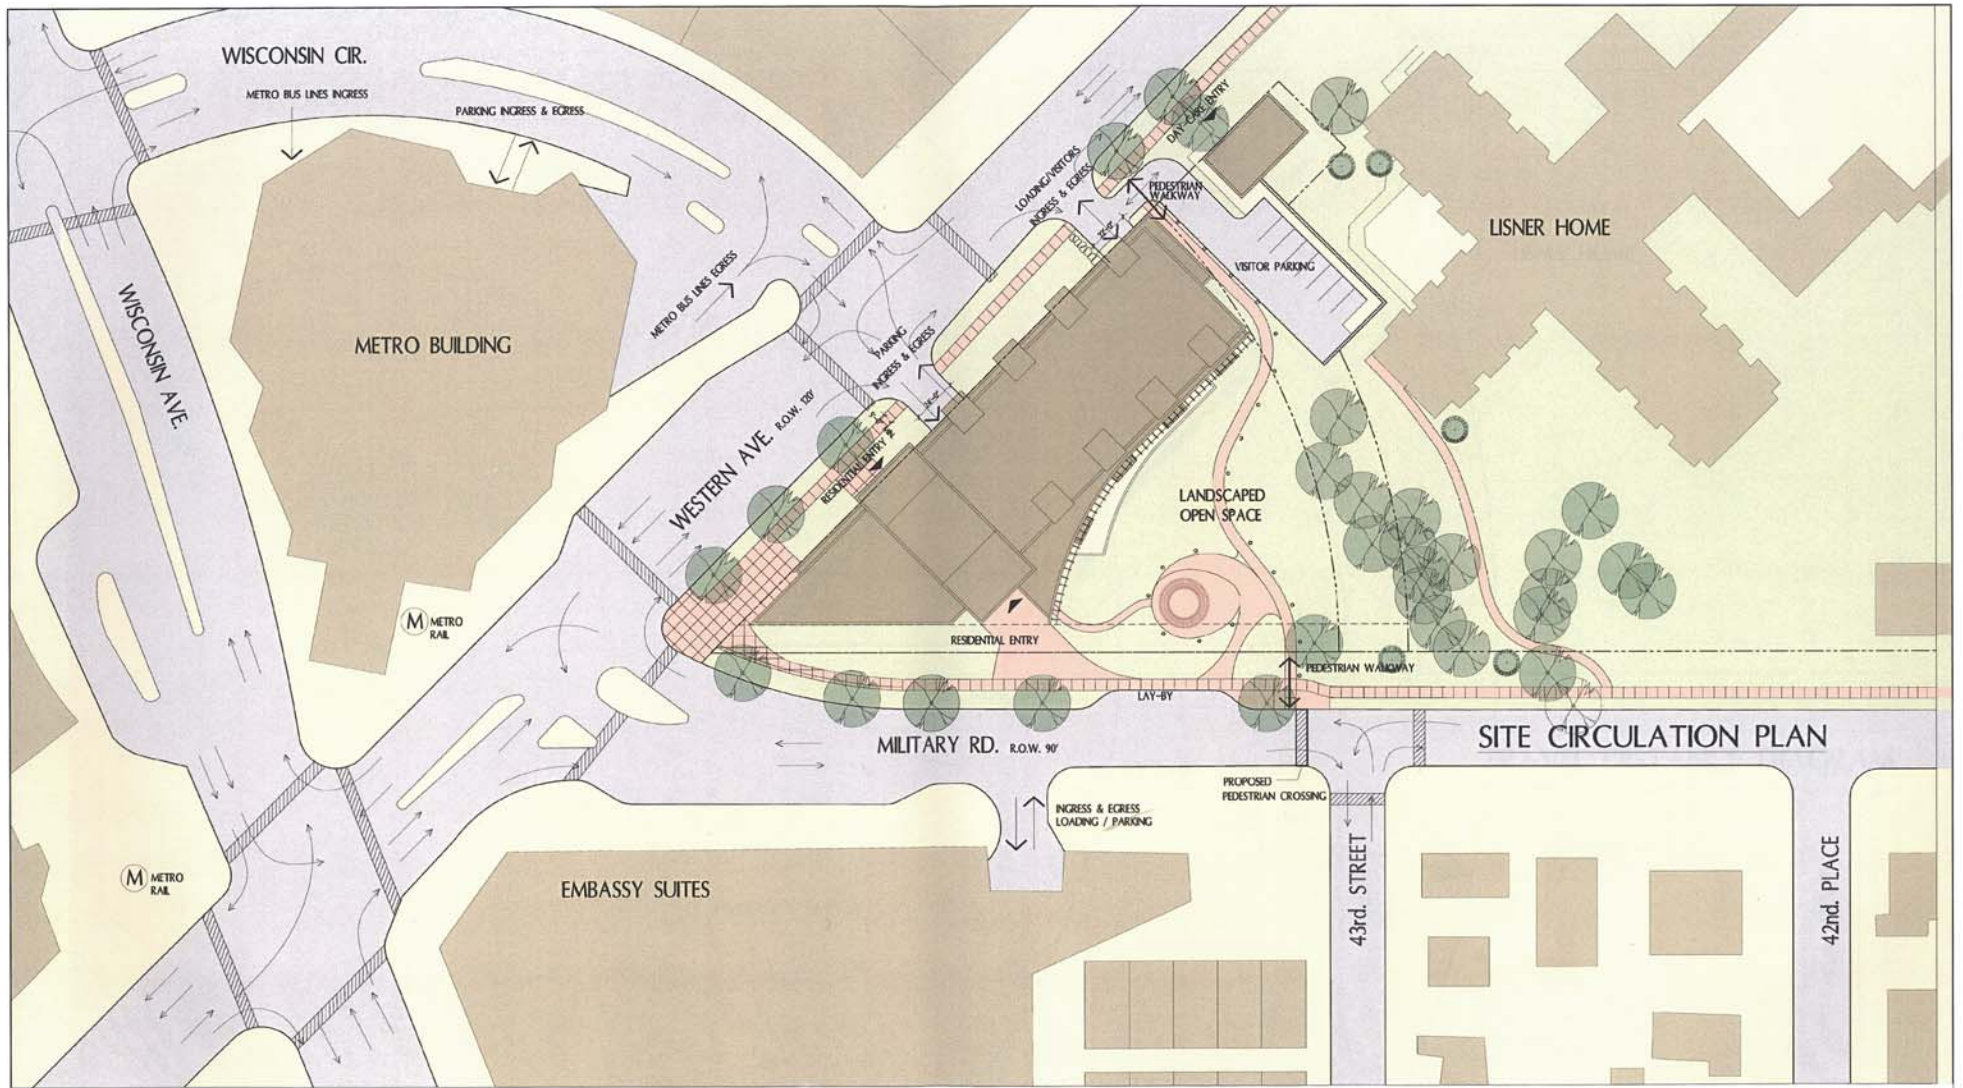 WISCONSIN CIR.
METRO BUS LINES INGRESS
PARKING INGRESS & EGRESS
DAY-CARE ENTRY
LOADING/VISITORS
INGRESS & EGRESS
PEDESTRIAN
WALKWAY
LISNER HOME
VISITOR PARKING
WISCONSIN AVE.
METRO BUILDING
METRO BUS LINES EGRESS
PARKING
INGRESS & EGRESS
WESTERN AVE. R.O.W. 120'
RESIDENTIAL ENTRY
LANDSCAPED
OPEN SPACE
M METRO
RAIL
RESIDENTIAL ENTRY
PEDESTRIAN WALKWAY
LAY-BY
MILITARY RD. R.O.W. 90'
SITE CIRCULATION PLAN
PROPOSED
PEDESTRIAN CROSSING
INGRESS & EGRESS
LOADING / PARKING
M METRO
RAIL
EMBASSY SUITES
43rd. STREET
42nd. PLACE